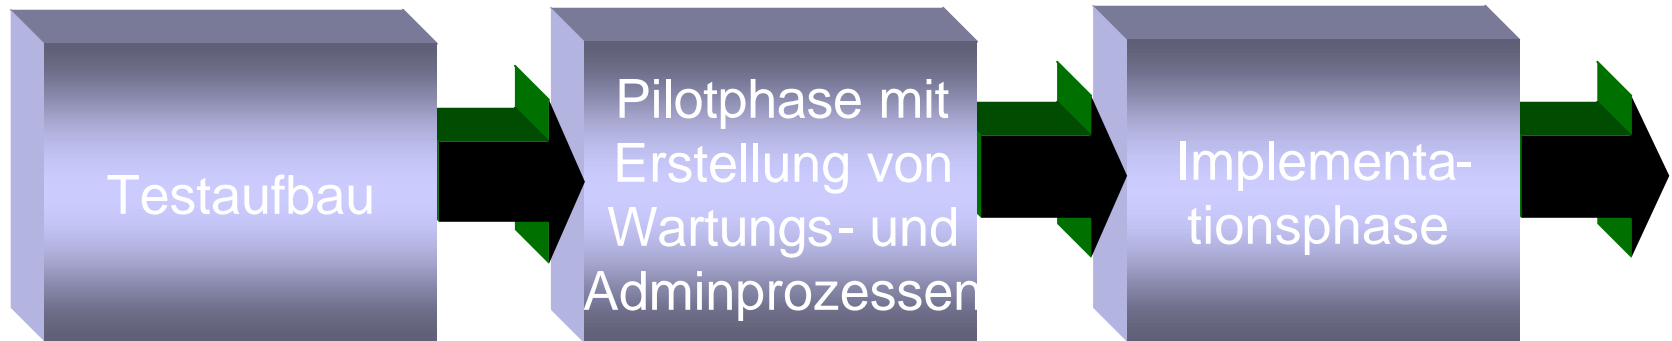 Testaufbau
Pilotphase mit
Erstellung von
Wartungs- und
Adminprozessen
Implementa-
tionsphase